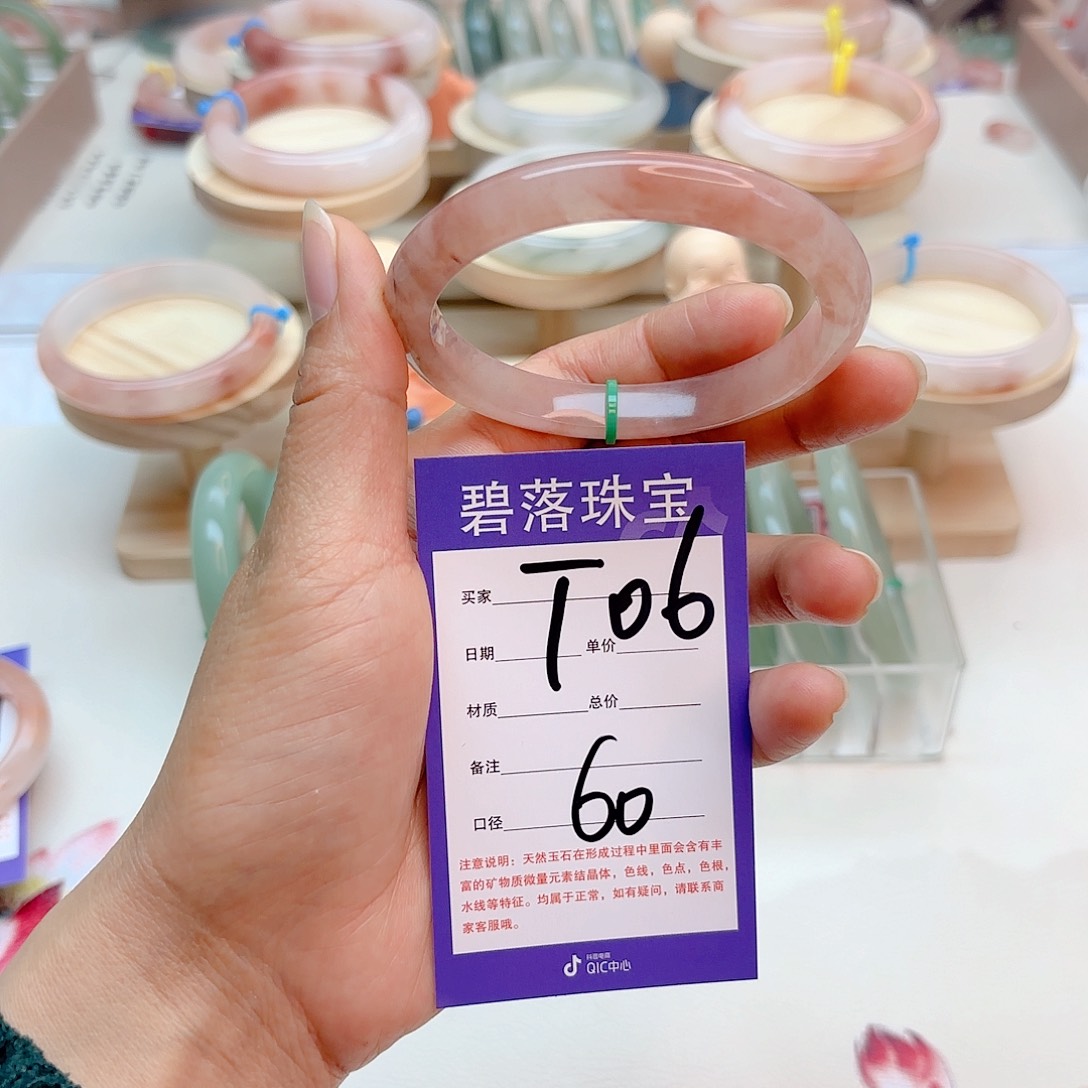 碧落珠宝
买家 T06
日期 单价
材质 总价
备注
口径 60
注意说明：天然玉石在形成过程中里面会含有丰
富的矿物质微量元素结晶体，色线，色点，色根，
水线等特征。均属于正常，如有疑问，请联系商
家客服哦。
抖音电商
QIC中心